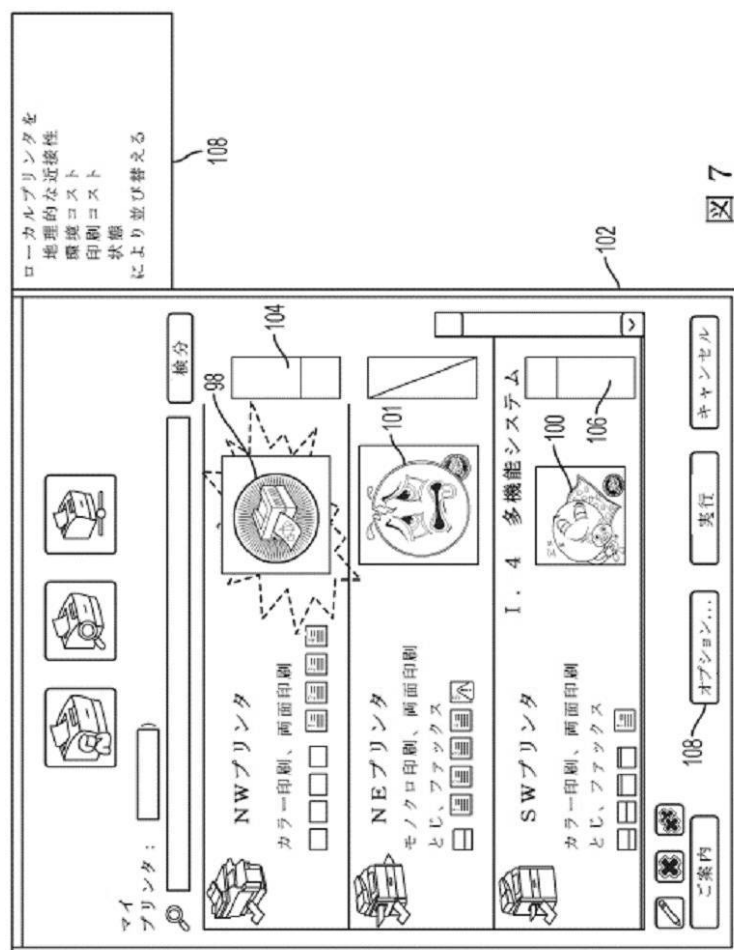 ローカルプリンタを
地理的な近接性
環境コスト
印刷コスト
状態
により並び替える
108
マイ
プリンタ：
検分
NWプリンタ
カラー印刷、両面印刷
98
104
NEプリンタ
モノクロ印刷、両面印刷
とじ、ファックス
101
I. 4 多機能システム
SWプリンタ
カラー印刷、両面印刷
とじ、ファックス
100
106
102
ご案内
オプション...
実行
キャンセル
108
図 7